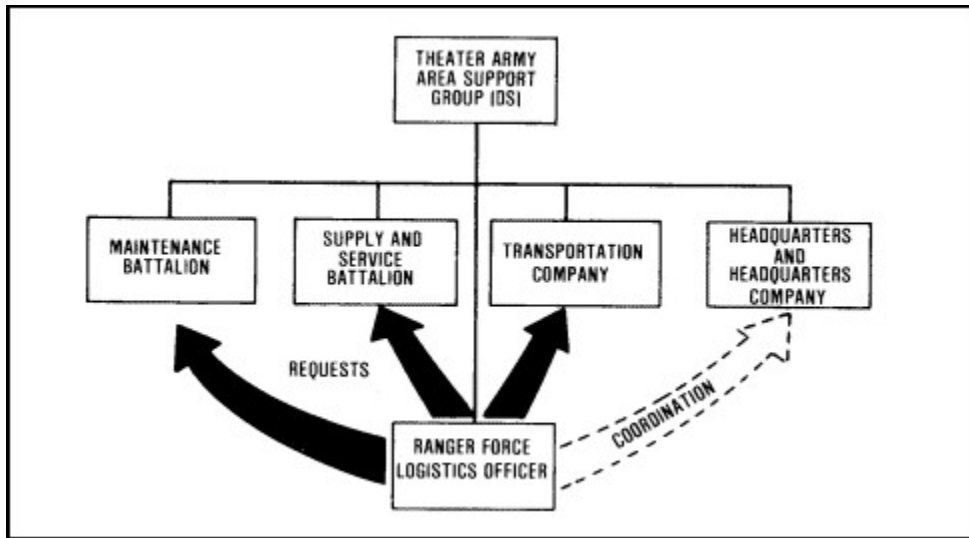 THEATER ARMY
AREA SUPPORT
GROUP (DS)
MAINTENANCE
BATTALION
SUPPLY AND
SERVICE
BATTALION
TRANSPORTATION
COMPANY
HEADQUARTERS
AND
HEADQUARTERS
COMPANY
REQUESTS
COORDINATION
RANGER FORCE
LOGISTICS OFFICER